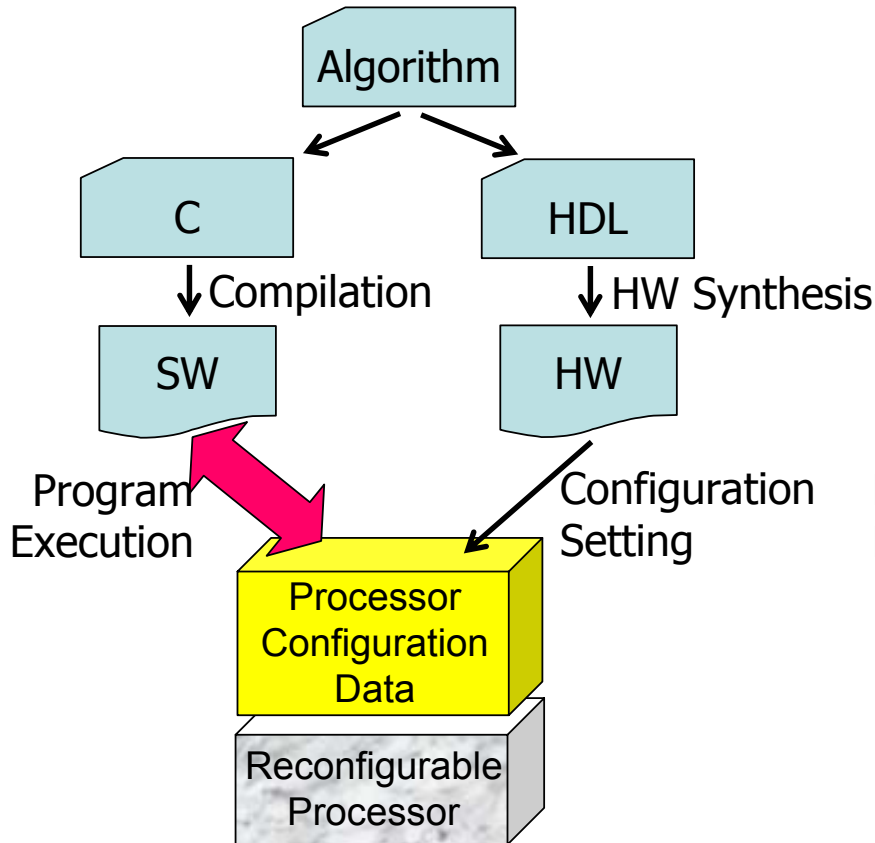 Algorithm
C
HDL
Compilation
HW Synthesis
SW
HW
Program
Execution
Configuration
Setting
Processor
Configuration
Data
Reconfigurable
Processor